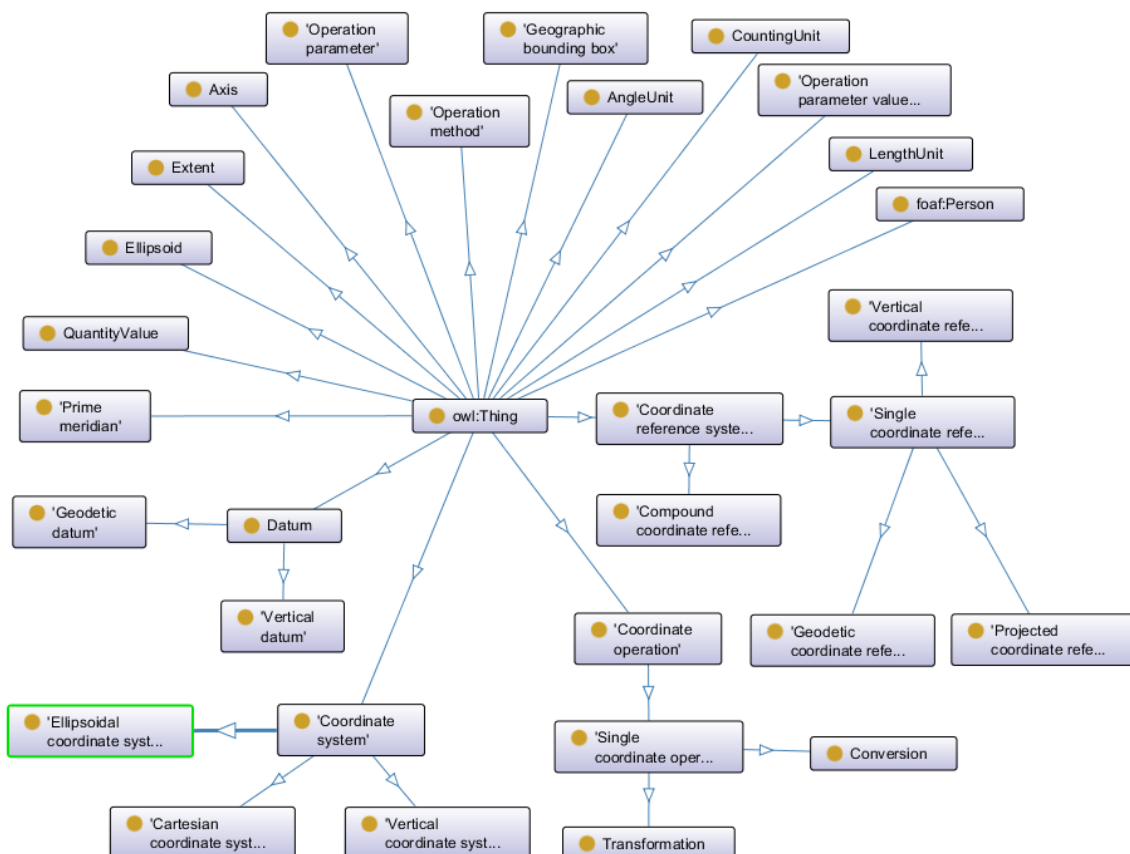 'Operation
parameter'
'Geographic
bounding box'
CountingUnit
Axis
'Operation
method'
AngleUnit
'Operation
parameter value...
Extent
LengthUnit
foaf:Person
Ellipsoid
QuantityValue
'Vertical
coordinate refe...
'Prime
meridian'
owl:Thing
'Coordinate
reference syste...
'Single
coordinate refe...
'Geodetic
datum'
Datum
'Compound
coordinate refe...
'Vertical
datum'
'Coordinate
operation'
'Geodetic
coordinate refe...
'Projected
coordinate refe...
'Ellipsoidal
coordinate syst...
'Coordinate
system'
'Single
coordinate oper...
Conversion
'Cartesian
coordinate syst...
'Vertical
coordinate syst...
Transformation